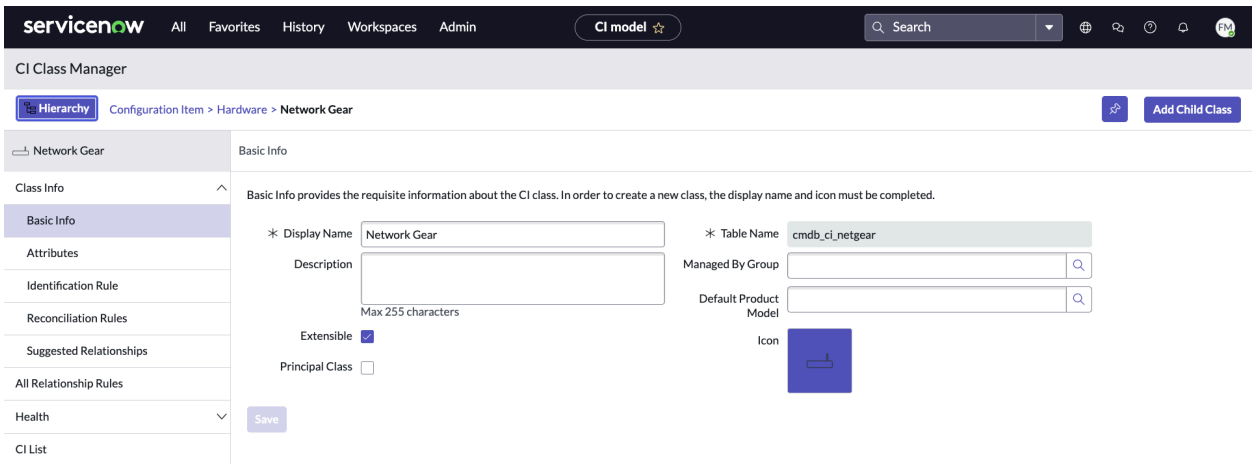 servicenow All Favorites History Workspaces Admin CI model Search FM
CI Class Manager
Hierarchy Configuration Item > Hardware > Network Gear Add Child Class
Network Gear
Basic Info
Class Info
Basic Info
Attributes
Identification Rule
Reconciliation Rules
Suggested Relationships
All Relationship Rules
Health
CI List
Basic Info provides the requisite information about the CI class. In order to create a new class, the display name and icon must be completed.
Display Name Network Gear
Description
Max 255 characters
Extensible
Principal Class
Save
Table Name cmdb_ci_netgear
Managed By Group
Default Product
Model
Icon